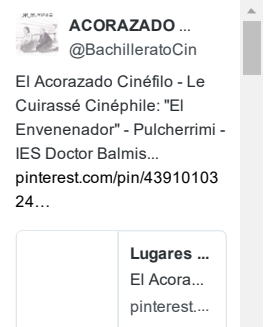 ACORAZADO ...
@BachilleratoCin
El Acorazado Cinéfilo - Le
Cuirassé Cinéphile: "El
Envenenador" - Pulcherrimi -
IES Doctor Balmis...
pinterest.com/pin/43910103
24…
Lugares ...
El Acora...
pinterest....